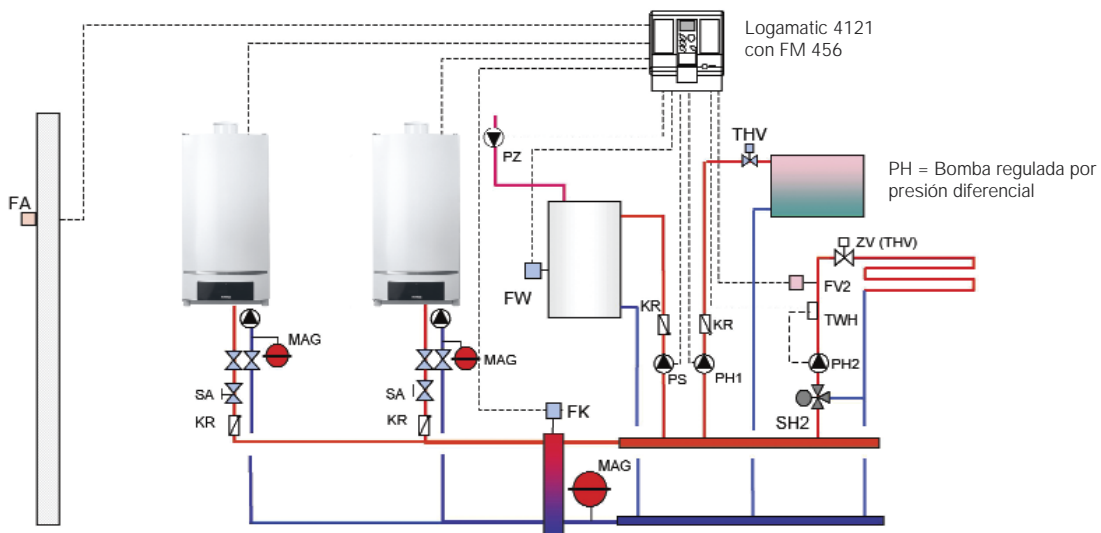 Logamatic 4121
con FM 456
THV
PZ
PH = Bomba regulada por
presión diferencial
FA
ZV (THV)
FW
FV2
KR
KR
TWH
MAG
MAG
PS
PH1
PH2
SA
SA
FK
SH2
KR
KR
MAG